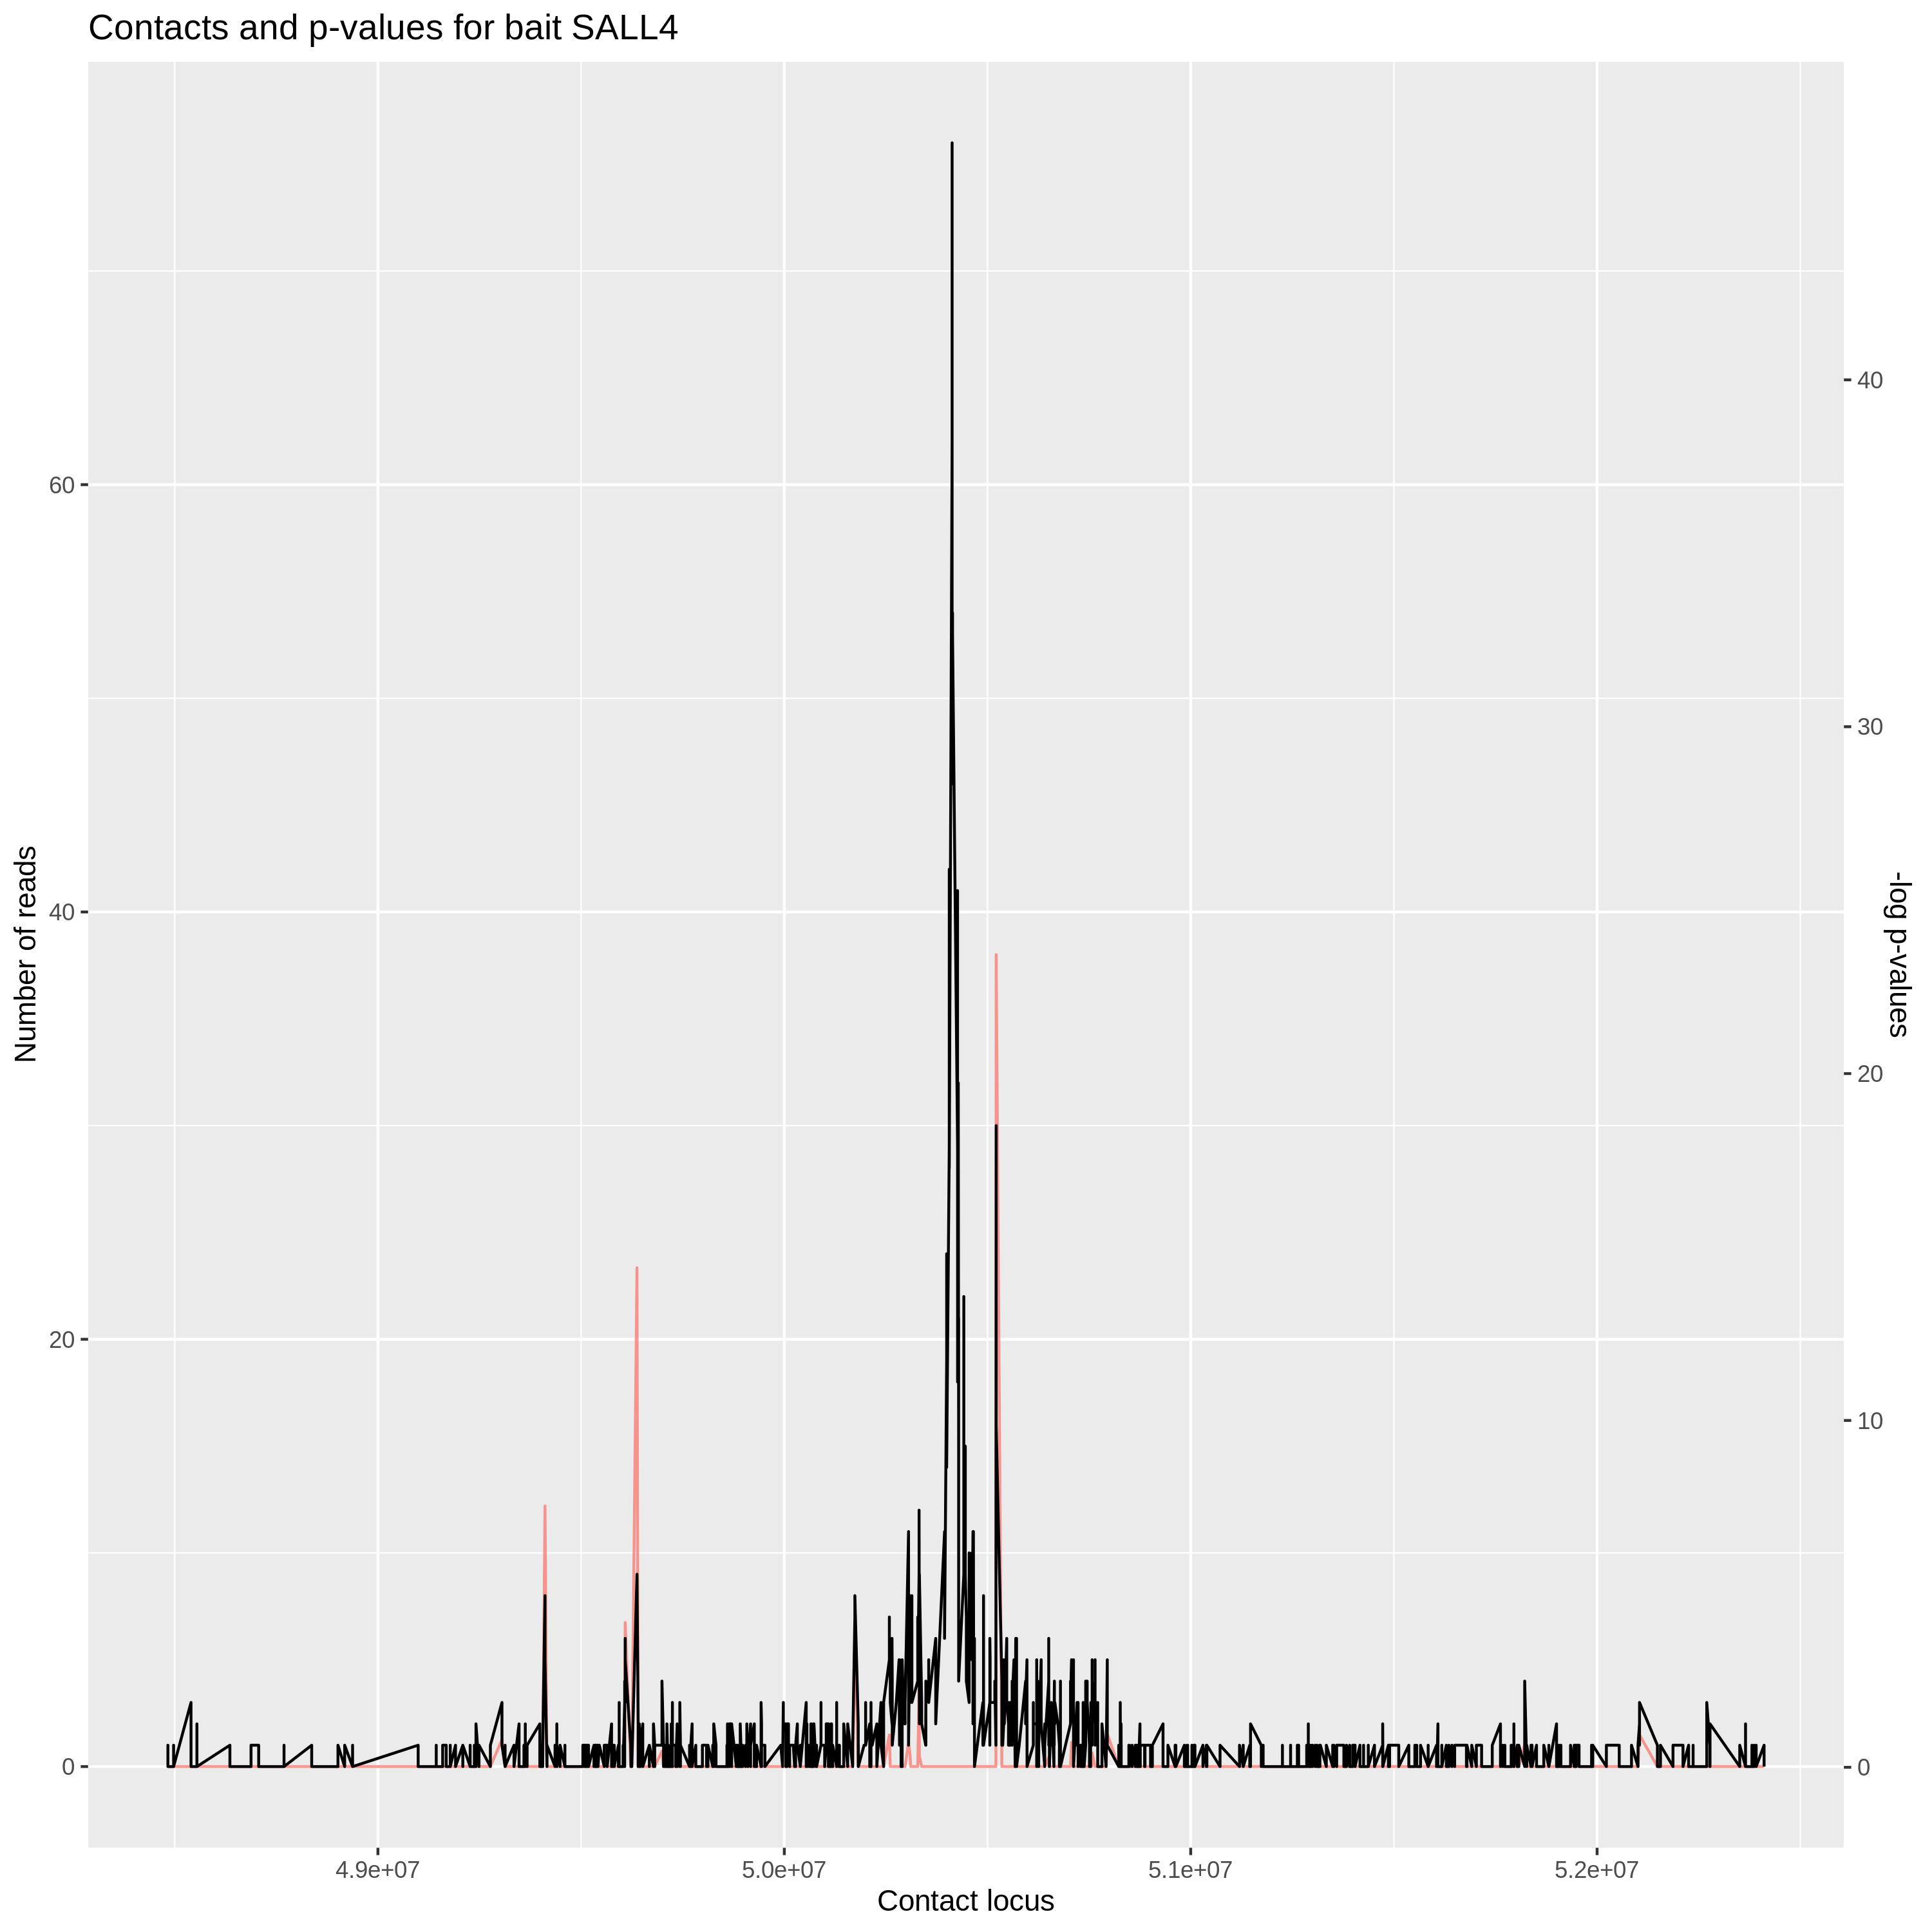 Contacts and p-values for bait SALL4
Number of reads
60
40
20
0
-log p-values
40
30
20
10
0
4.9e+07 5.0e+07 5.1e+07 5.2e+07
Contact locus